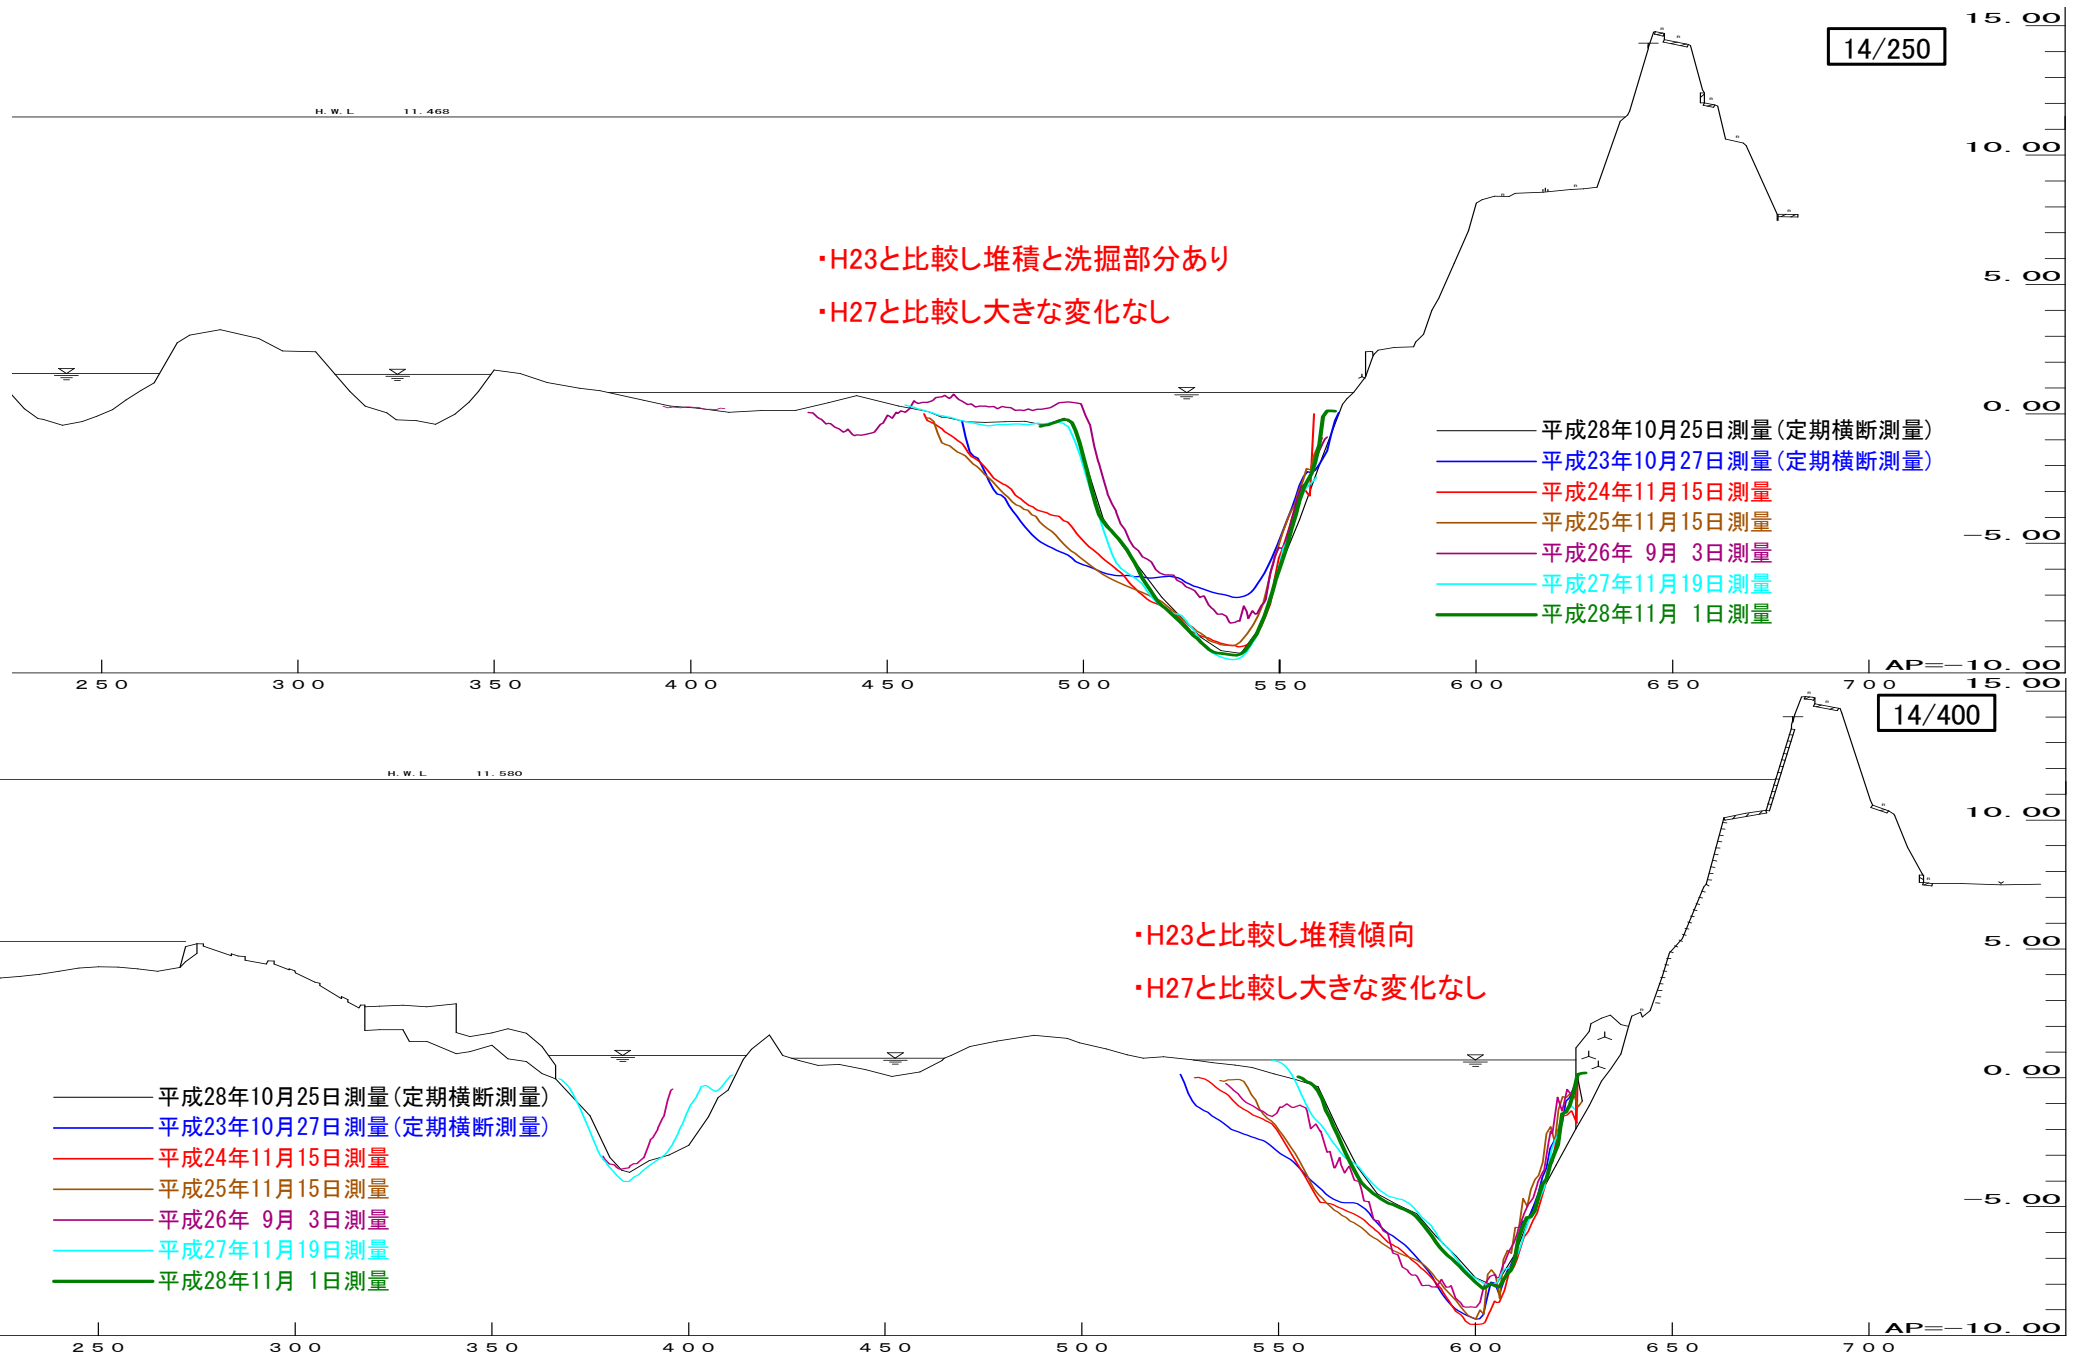 15.00
14/250
H.W.L 11.468
10.00
・H23と比較し堆積と洗掘部分あり
5.00
・H27と比較し大きな変化なし
0.00
平成28年10月25日測量(定期横断測量)
平成23年10月27日測量(定期横断測量)
平成24年11月15日測量
平成25年11月15日測量
-5.00
平成26年 9月 3日測量
平成27年11月19日測量
平成28年11月 1日測量
AP=-10.00
250 300 350 400 450 500 550 600 650 700
15.00
14/400
H.W.L 11.580
10.00
・H23と比較し堆積傾向
5.00
・H27と比較し大きな変化なし
0.00
平成28年10月25日測量(定期横断測量)
平成23年10月27日測量(定期横断測量)
平成24年11月15日測量
平成25年11月15日測量
-5.00
平成26年 9月 3日測量
平成27年11月19日測量
平成28年11月 1日測量
AP=-10.00
250 300 350 400 450 500 550 600 650 700